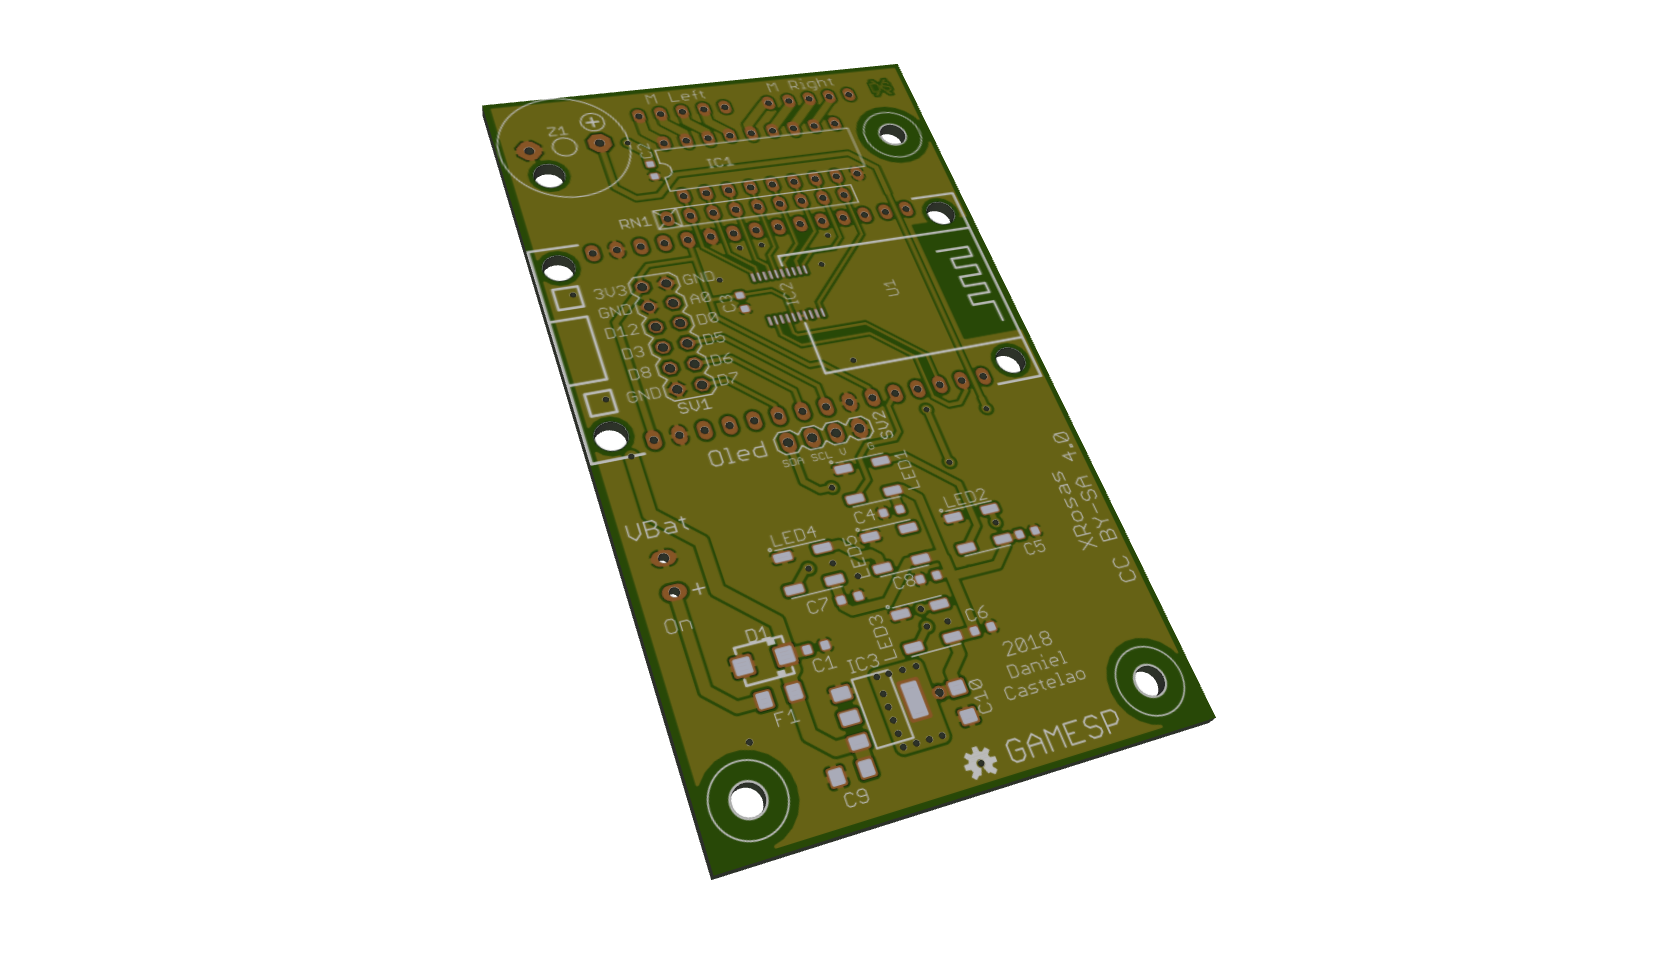 M Left
M Right
Z1
C2
IC1
RN1
3V3
GND
GND
A0
D12
D0
D3
D5
D8
D6
GND
D7
SV1
C3
IC2
U1
Oled
SDA SCL V G
SV2
LED1
LED2
C4
C5
LED4
LED5
C7
C8
LED3
C6
VBat
+
On
D1
C1
F1
IC3
C10
C9
XRosas 4.0
CC BY-SA
2018
Daniel
Castelao
GAMESP